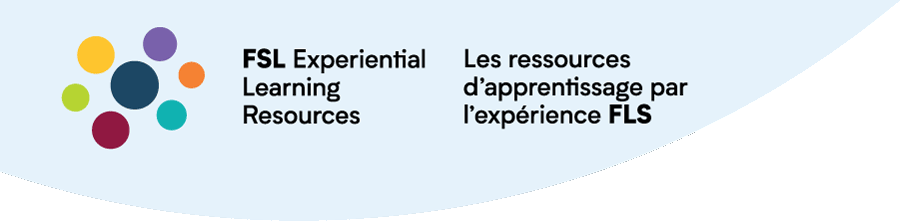 FSL Experiential
Learning
Resources
Les ressources
d’apprentissage par
l’expérience FLS